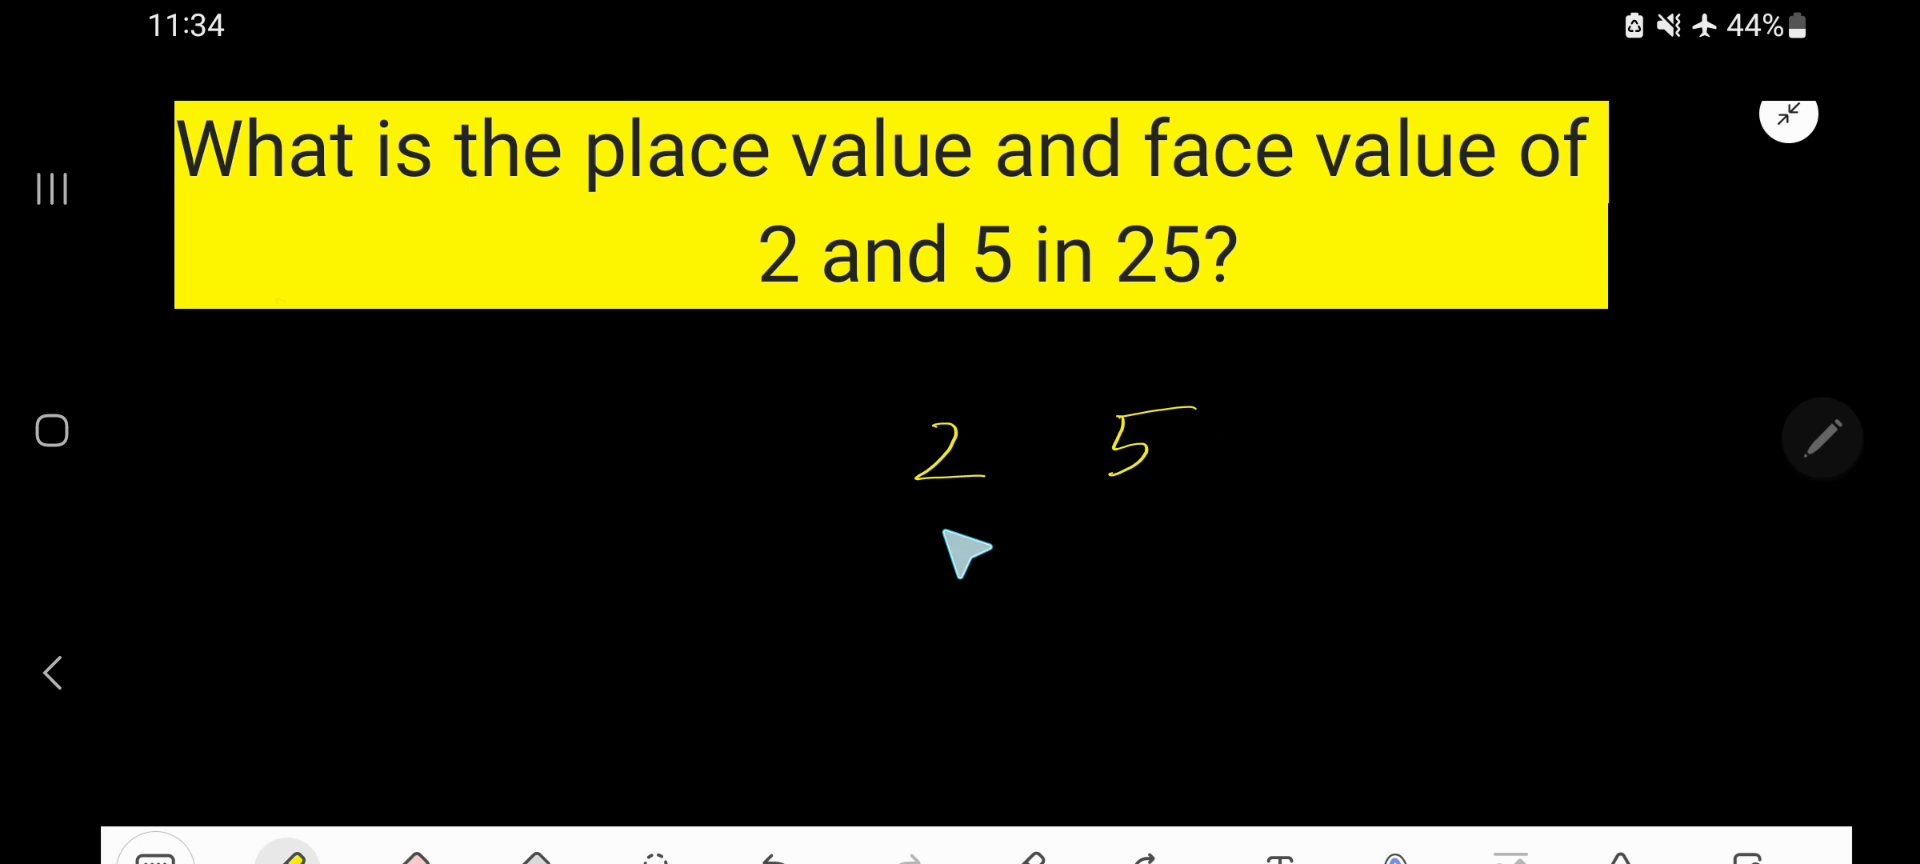 11:34
44%
What is the place value and face value of
2 and 5 in 25?
2 5